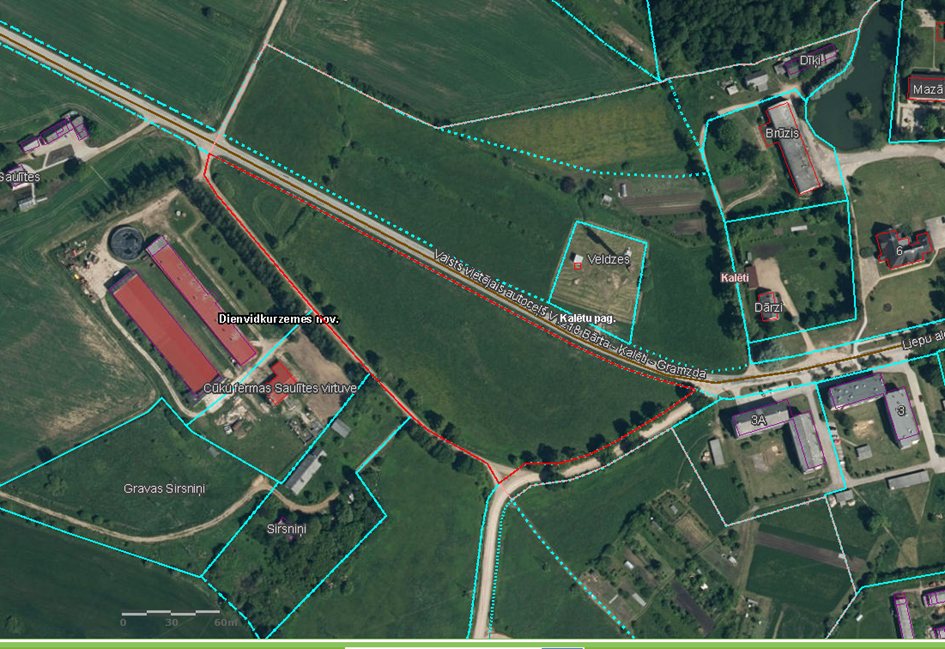 Dīķi
Mazā
Brūzis
Saulītes
Veldzes
6
Kalēti
Valsts vietējais autoceļš V1218 Bārta - Kalēti - Gramzda
Dārzi
Dienvidkurzemes nov.
Kalētu pag.
Liepu al
Cūku fermas Saulītes virtuve
3A
3
Gravas Sirsniņi
Sirsniņi
0 30 60m